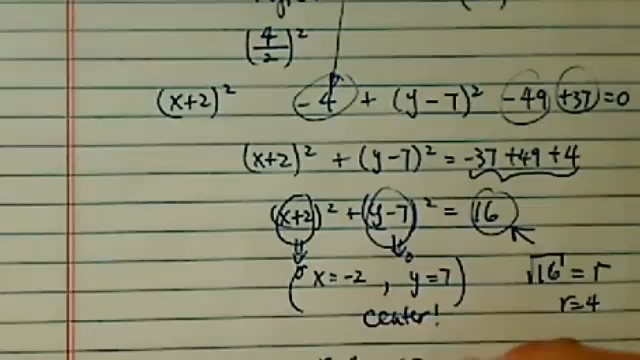 (4/2)²
(x+2)² -4 + (y-7)² -49 +37 =0
(x+2)² + (y-7)² = -37 +49 +4
(x+2)² + (y-7)² = 16
(x=-2 , y=7) √16 = r
center! r=4